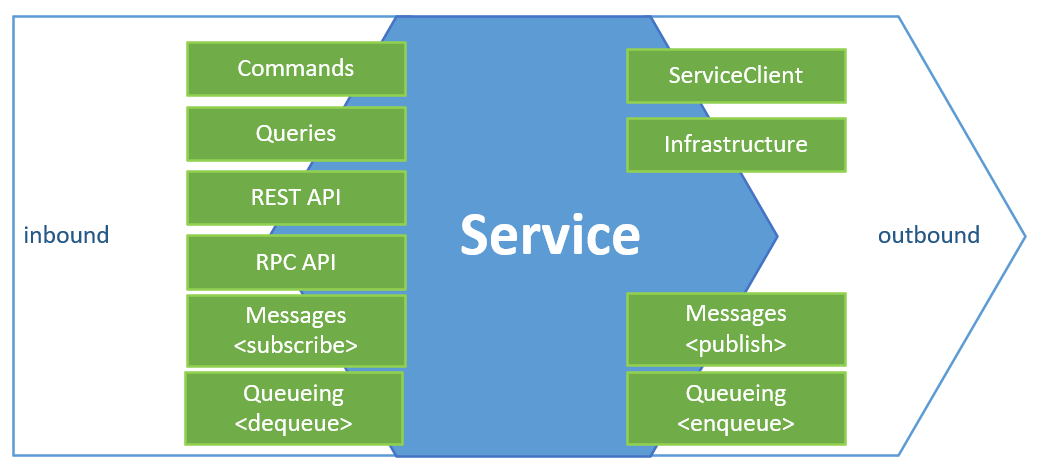 inbound
Commands
Queries
REST API
RPC API
Messages
<subscribe>
Queueing
<dequeue>
Service
ServiceClient
Infrastructure
Messages
<publish>
Queueing
<enqueue>
outbound